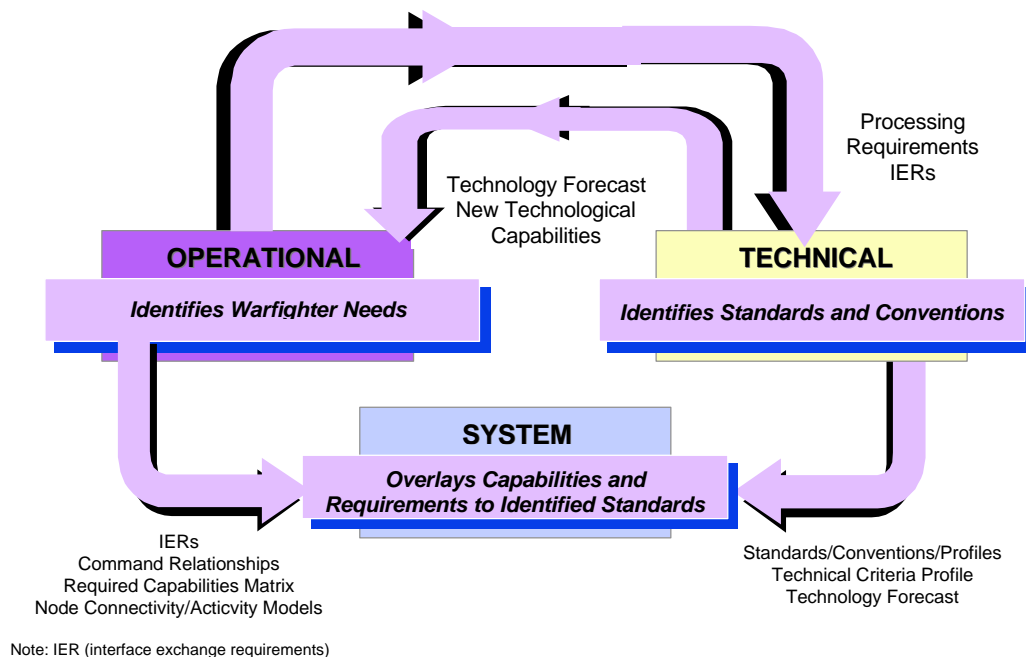 Processing
Requirements
IERs
Technology Forecast
New Technological
Capabilities
OPERATIONAL
Identifies Warfighter Needs
TECHNICAL
Identifies Standards and Conventions
SYSTEM
Overlays Capabilities and
Requirements to Identified Standards
IERs
Command Relationships
Required Capabilities Matrix
Node Connectivity/Acticvity Models
Standards/Conventions/Profiles
Technical Criteria Profile
Technology Forecast
Note: IER (interface exchange requirements)